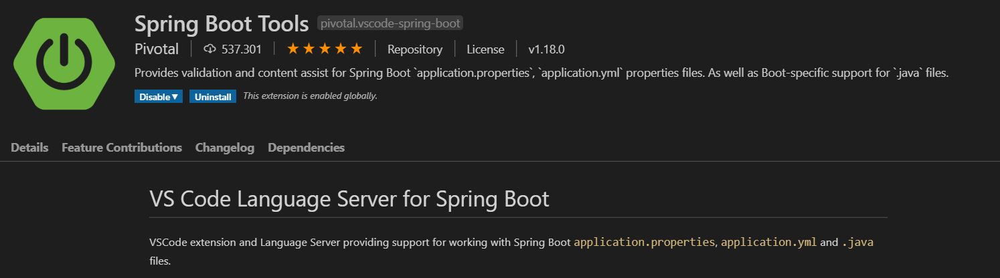 Spring Boot Tools pivotal.vscode-spring-boot
Pivotal 537.301 Repository License v1.18.0
Provides validation and content assist for Spring Boot `application.properties`, `application.yml` properties files. As well as Boot-specific support for `.java` files.
Disable Uninstall This extension is enabled globally.
Details Feature Contributions Changelog Dependencies
VS Code Language Server for Spring Boot
VSCode extension and Language Server providing support for working with Spring Boot application.properties, application.yml and .java
files.